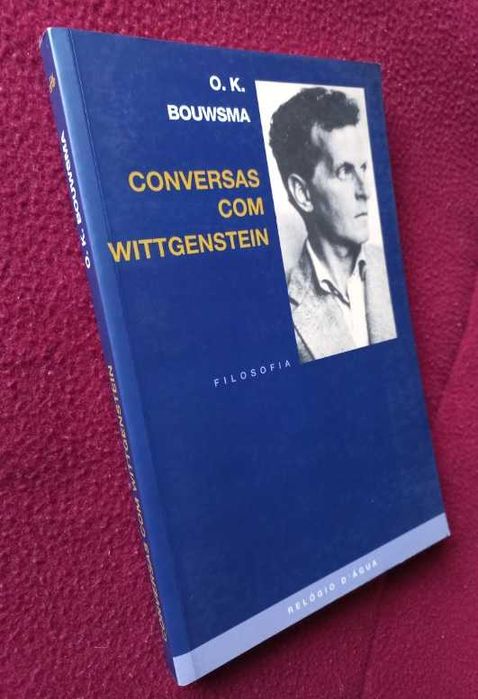 O. K.
BOUWSMA
CONVERSAS
COM
WITTGENSTEIN
FILOSOFIA
RELÓGIO D'ÁGUA
O. K. BOUWSMA
CONVERSAS COM WITTGENSTEIN